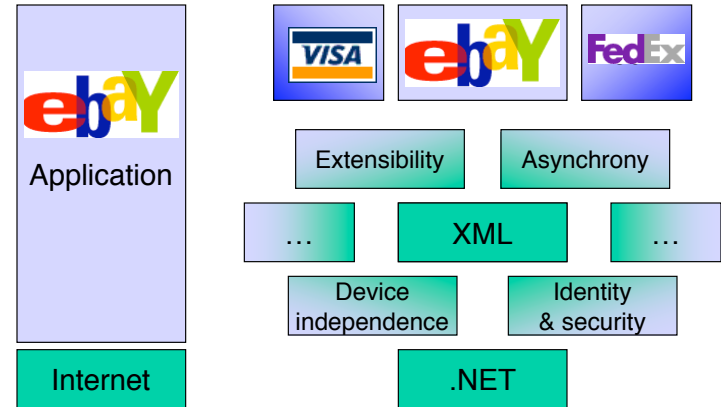 ebaY
Application
Internet
VISA
ebaY
FedEx
Extensibility
Asynchrony
...
XML
...
Device
independence
Identity
& security
.NET